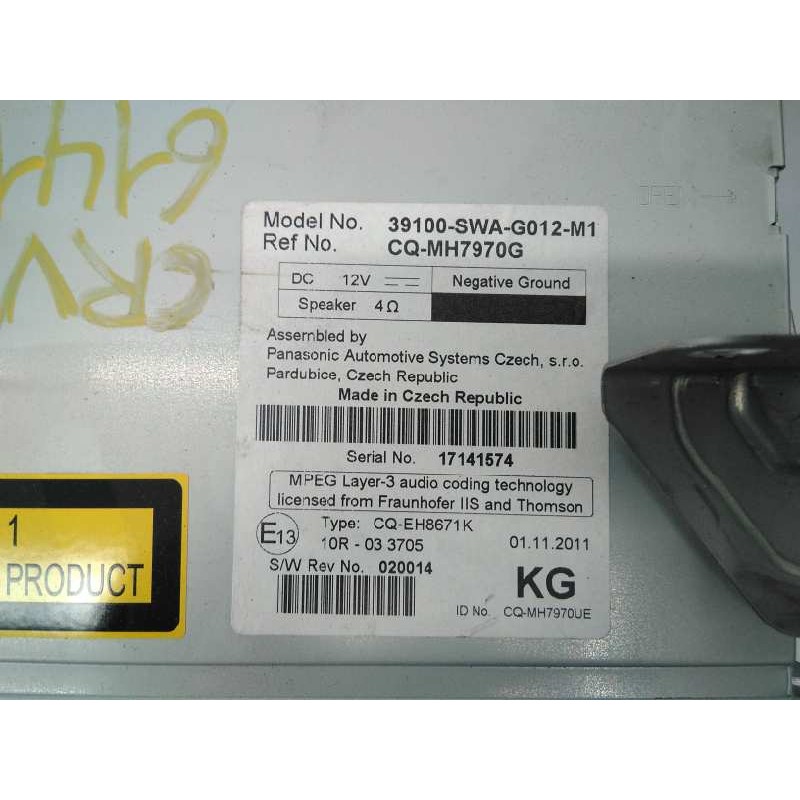 CRV
Model No. 39100-SWA-G012-M1
Ref No. CQ-MH7970G
DC 12V Negative Ground
Speaker 4Ω
Assembled by
Panasonic Automotive Systems Czech, s.r.o.
Pardubice, Czech Republic
Made in Czech Republic
Serial No. 17141574
MPEG Layer-3 audio coding technology
licensed from Fraunhofer IIS and Thomson
E13 Type: CQ-EH8671K
10R - 03 3705 01.11.2011
S/W Rev No. 020014
KG
ID No. CQ-MH7970UE
1
PRODUCT